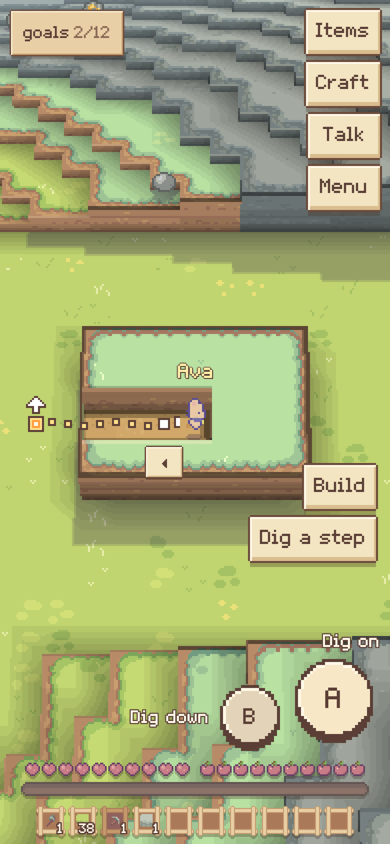 goals 2/12
Items
Craft
Talk
Menu
Ava
Build
Dig a step
Dig on
A
Dig down
B
1
38
1
1